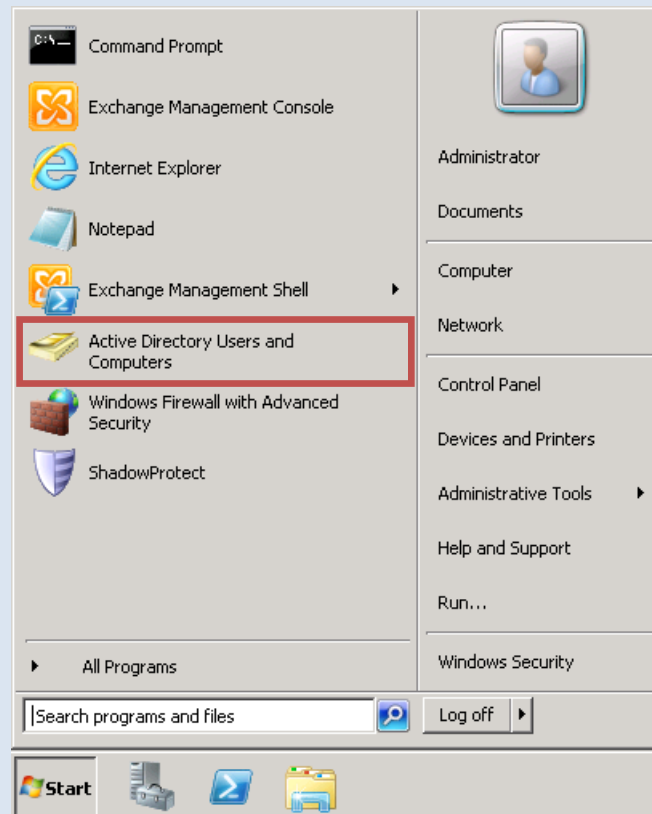 Command Prompt
Exchange Management Console
Internet Explorer
Notepad
Exchange Management Shell
Active Directory Users and
Computers
Windows Firewall with Advanced
Security
ShadowProtect
All Programs
Search programs and files
Administrator
Documents
Computer
Network
Control Panel
Devices and Printers
Administrative Tools
Help and Support
Run...
Windows Security
Log off
Start